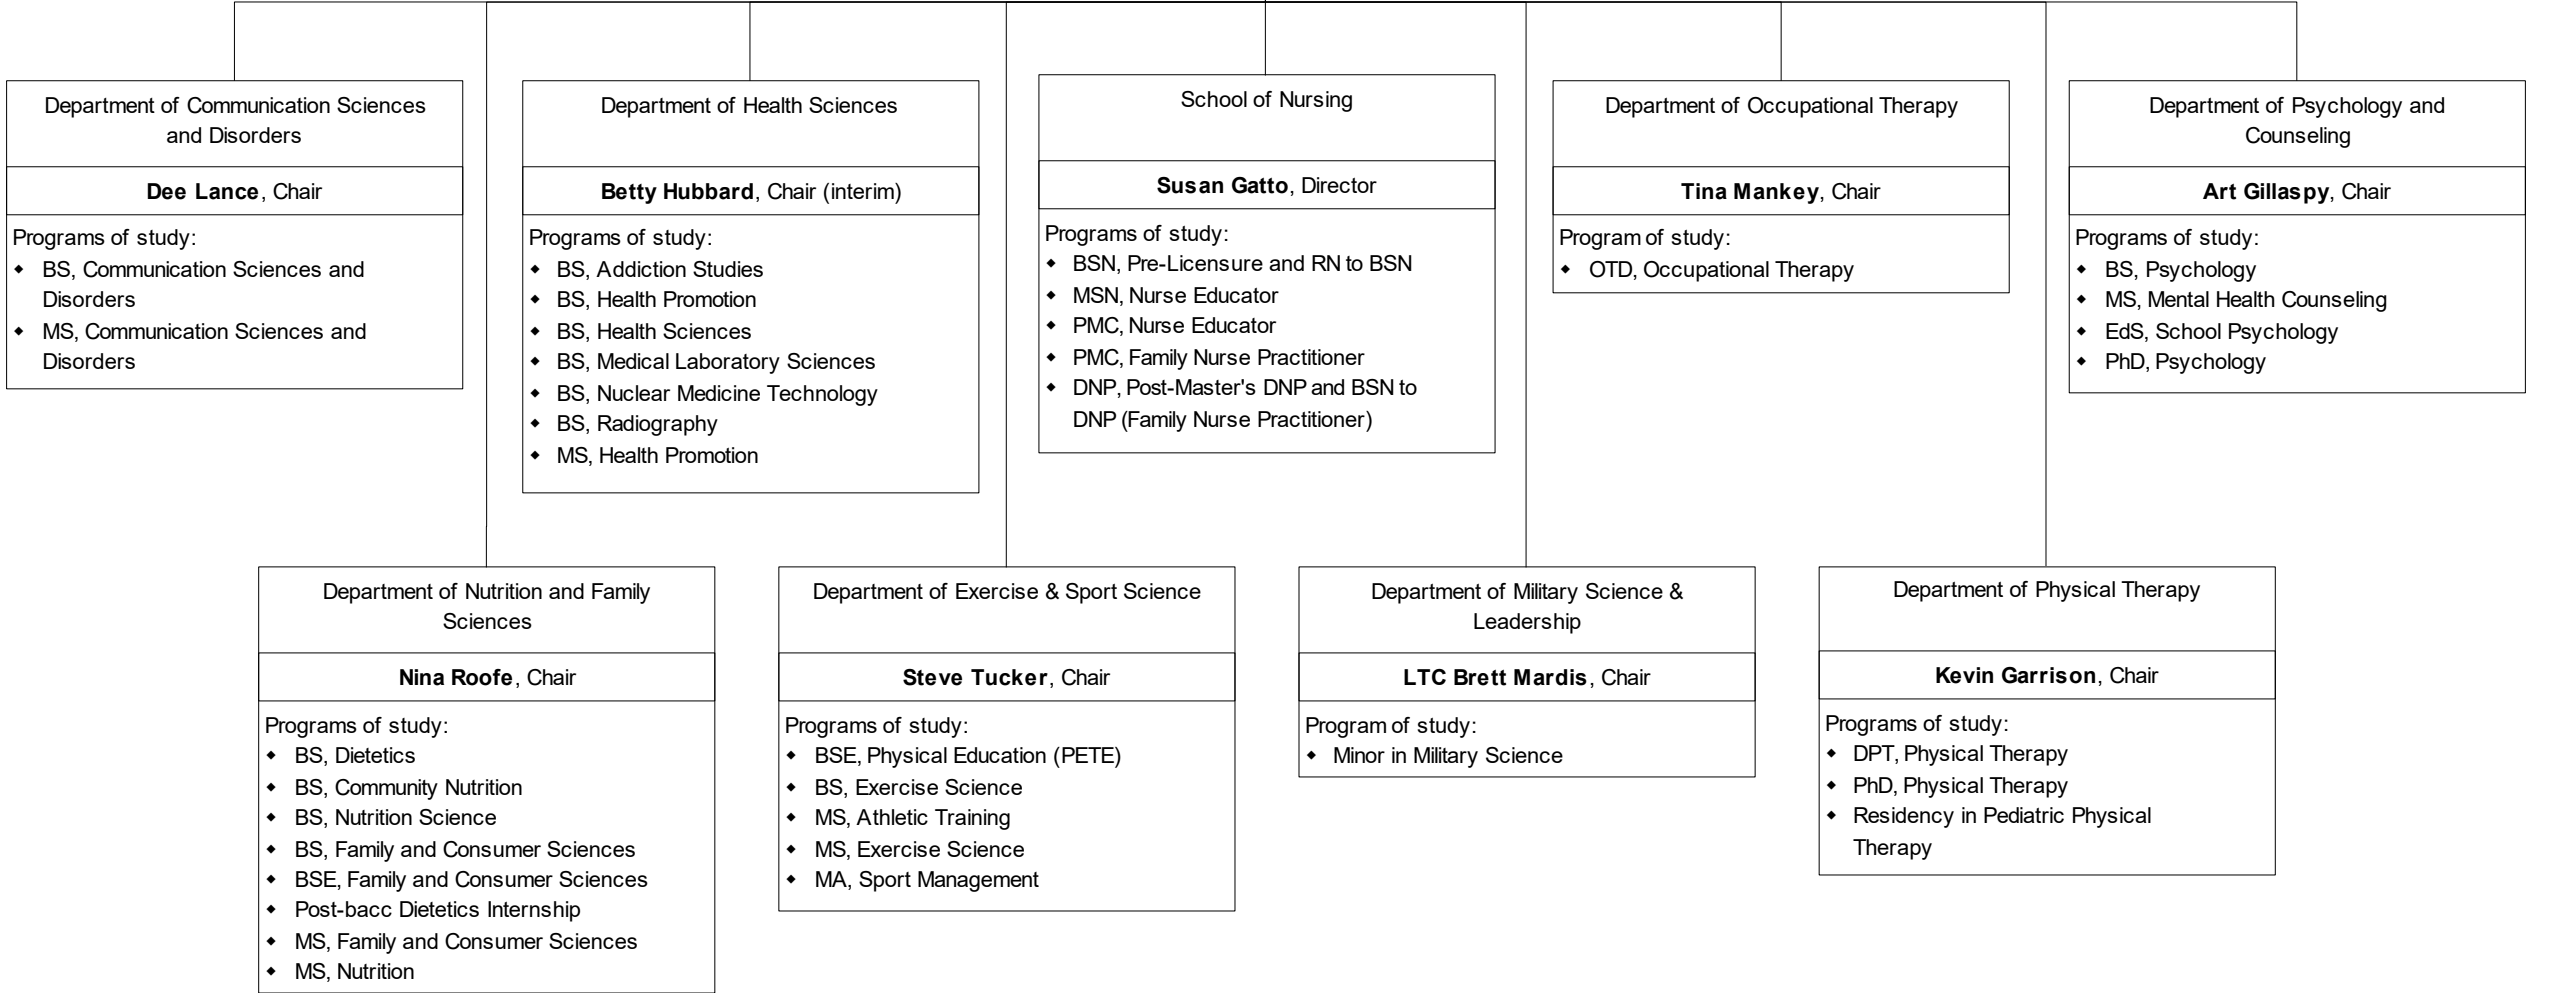 Department of Communication Sciences
and Disorders
Dee Lance, Chair
Programs of study:
◆ BS, Communication Sciences and
Disorders
◆ MS, Communication Sciences and
Disorders
Department of Health Sciences
Betty Hubbard, Chair (interim)
Programs of study:
◆ BS, Addiction Studies
◆ BS, Health Promotion
◆ BS, Health Sciences
◆ BS, Medical Laboratory Sciences
◆ BS, Nuclear Medicine Technology
◆ BS, Radiography
◆ MS, Health Promotion
School of Nursing
Susan Gatto, Director
Programs of study:
◆ BSN, Pre-Licensure and RN to BSN
◆ MSN, Nurse Educator
◆ PMC, Nurse Educator
◆ PMC, Family Nurse Practitioner
◆ DNP, Post-Master's DNP and BSN to
DNP (Family Nurse Practitioner)
Department of Occupational Therapy
Tina Mankey, Chair
Program of study:
◆ OTD, Occupational Therapy
Department of Psychology and
Counseling
Art Gillaspy, Chair
Programs of study:
◆ BS, Psychology
◆ MS, Mental Health Counseling
◆ EdS, School Psychology
◆ PhD, Psychology
Department of Nutrition and Family
Sciences
Nina Roofe, Chair
Programs of study:
◆ BS, Dietetics
◆ BS, Community Nutrition
◆ BS, Nutrition Science
◆ BS, Family and Consumer Sciences
◆ BSE, Family and Consumer Sciences
◆ Post-bacc Dietetics Internship
◆ MS, Family and Consumer Sciences
◆ MS, Nutrition
Department of Exercise & Sport Science
Steve Tucker, Chair
Programs of study:
◆ BSE, Physical Education (PETE)
◆ BS, Exercise Science
◆ MS, Athletic Training
◆ MS, Exercise Science
◆ MA, Sport Management
Department of Military Science &
Leadership
LTC Brett Mardis, Chair
Program of study:
◆ Minor in Military Science
Department of Physical Therapy
Kevin Garrison, Chair
Programs of study:
◆ DPT, Physical Therapy
◆ PhD, Physical Therapy
◆ Residency in Pediatric Physical
Therapy